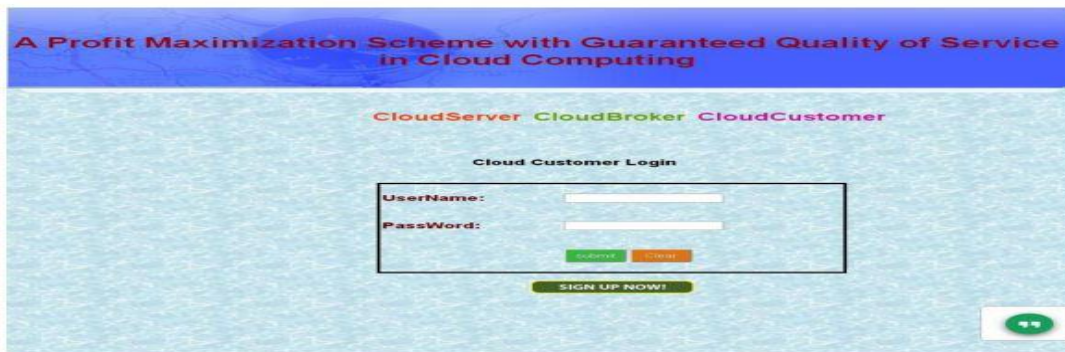 A Profit Maximization Scheme with Guaranteed Quality of Service
in Cloud Computing
CloudServer CloudBroker CloudCustomer
Cloud Customer Login
UserName:
PassWord:
submit Clear
SIGN UP NOW!